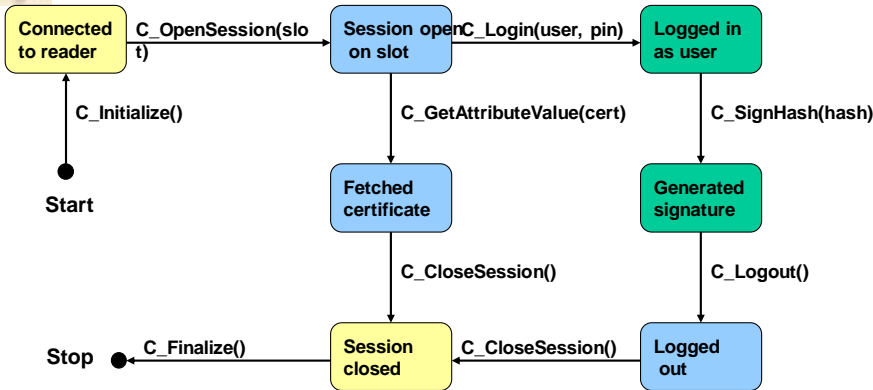 Connected
to reader
C_OpenSession(slo
t)
Session open
on slot
C_Login(user, pin)
Logged in
as user
C_Initialize()
C_GetAttributeValue(cert)
C_SignHash(hash)
Start
Fetched
certificate
Generated
signature
C_CloseSession()
C_Logout()
Stop
C_Finalize()
Session
closed
C_CloseSession()
Logged
out